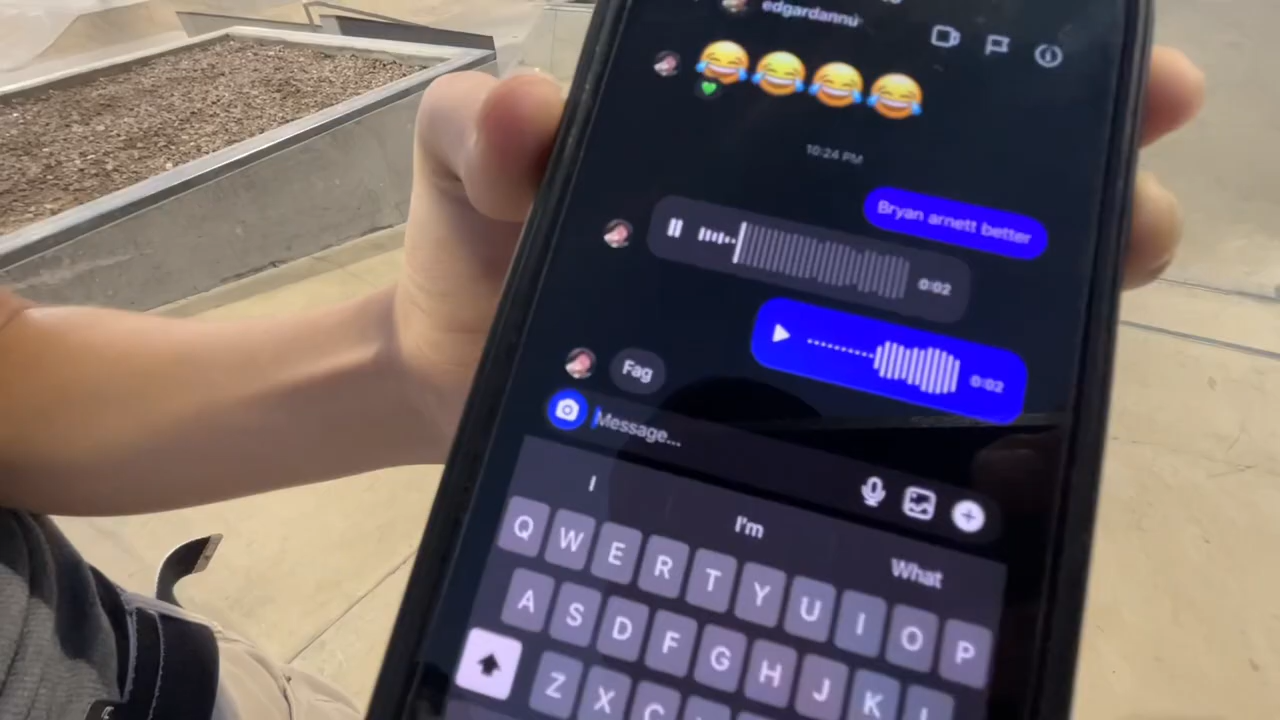 edgardannu
10:24 PM
Bryan arnett better
0:02
0:02
Fag
Message...
I
I'm
What
Q W E R T Y U I O P
A S D F G H J K L
Z X C